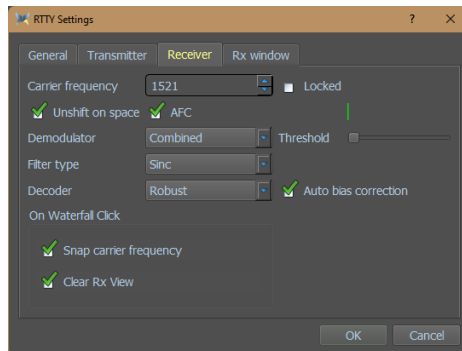 RTTY Settings ?
General Transmitter Receiver Rx window
Carrier frequency 1521 Locked
Unshift on space AFC
Demodulator Combined Threshold
Filter type Sinc
Decoder Robust Auto bias correction
On Waterfall Click
Snap carrier frequency
Clear Rx View
OK Cancel